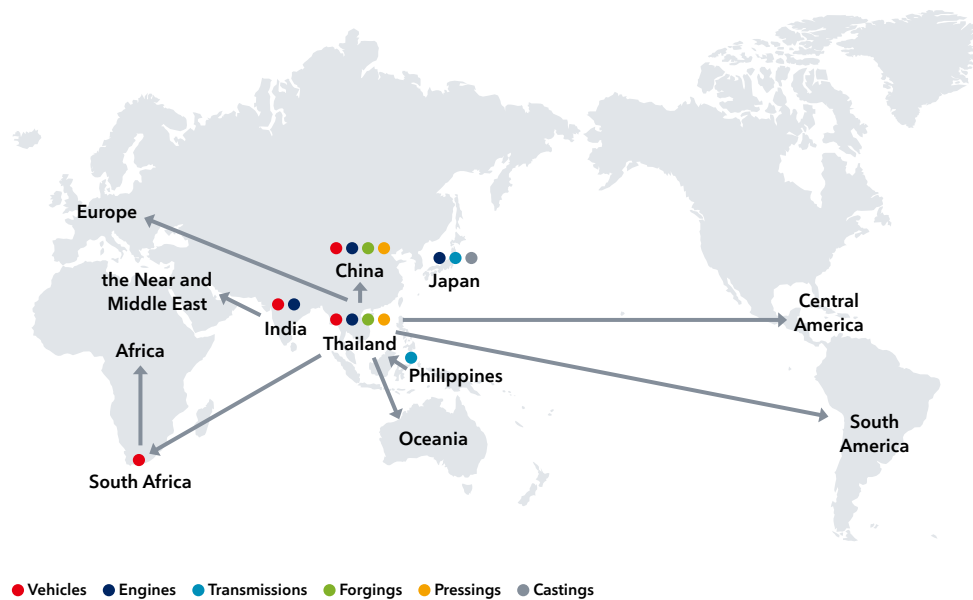 Europe
China
Japan
the Near and
Middle East
India
Thailand
Central
America
Africa
Philippines
Oceania
South
America
South Africa
Vehicles Engines Transmissions Forgings Pressings Castings